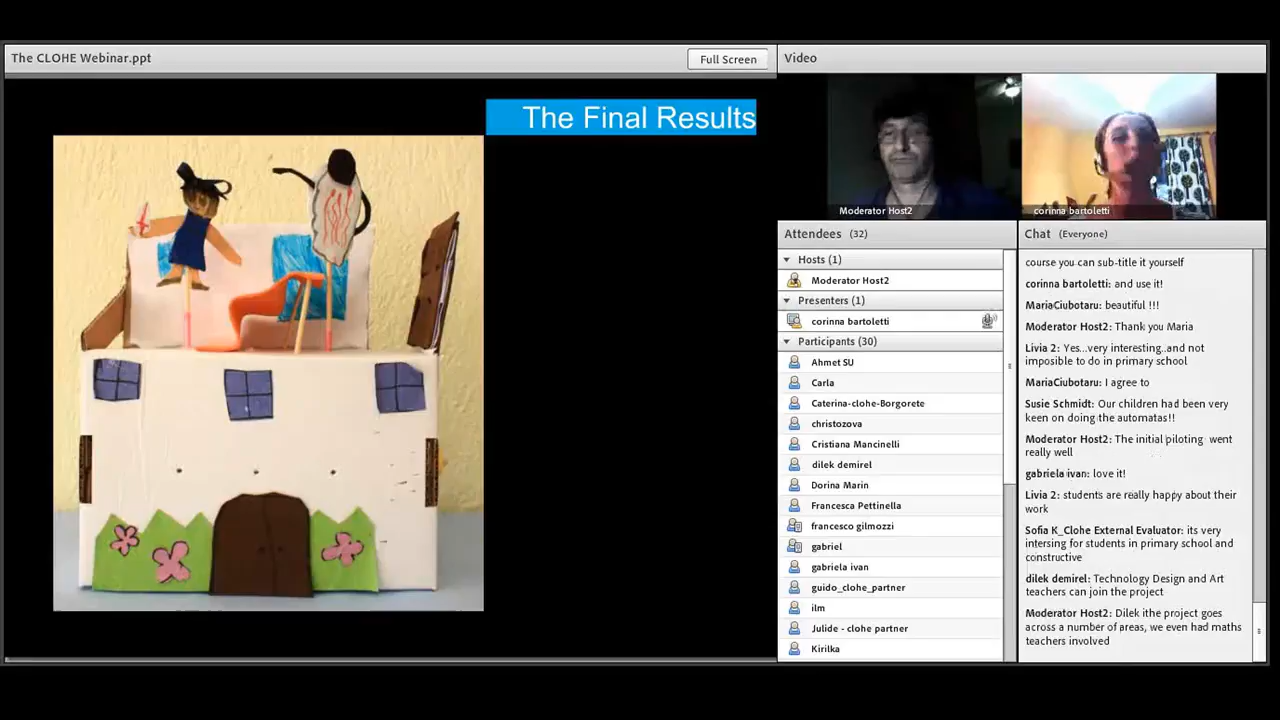 The CLOHE Webinar.ppt
Full Screen
The Final Results
Video
Moderator Host2
corinna bartoletti
Attendees (32)
Hosts (1)
Moderator Host2
Presenters (1)
corinna bartoletti
Participants (30)
Ahmet SU
Carla
Caterina-clohe-Borgorete
christozova
Cristiana Mancinelli
dilek demirel
Dorina Marin
Francesca Pettinella
francesco gilmozzi
gabriel
gabriela ivan
guido_clohe_partner
ilm
Julide - clohe partner
Kirilka
Chat (Everyone)
course you can sub-title it yourself
corinna bartoletti: and use it!
MariaCiubotaru: beautiful !!!
Moderator Host2: Thank you Maria
Livia 2: Yes...very interesting..and not
imposible to do in primary school
MariaCiubotaru: I agree to
Susie Schmidt: Our children had been very
keen on doing the automatas!!
Moderator Host2: The initial piloting went
really well
gabriela ivan: love it!
Livia 2: students are really happy about their
work
Sofia K_Clohe External Evaluator: its very
intersing for students in primary school and
constructive
dilek demirel: Technology Design and Art
teachers can join the project
Moderator Host2: Dilek ithe project goes
across a number of areas, we even had maths
teachers involved